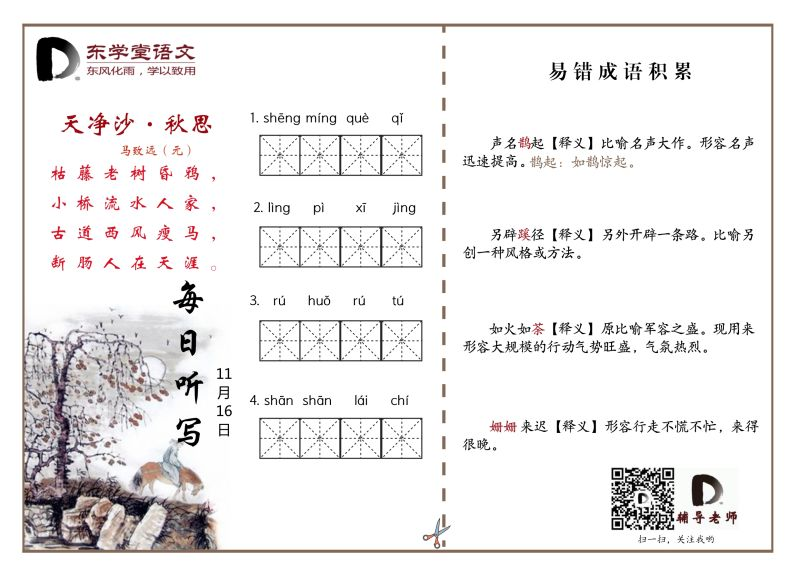 东学堂语文
东风化雨，学以致用
天净沙·秋思
马致远（元）
枯藤老树昏鸦，
小桥流水人家，
古道西风瘦马，
断肠人在天涯。
每日听写
11月16日
1. shēng míng què qǐ
2. lìng pì xī jìng
3. rú huǒ rú tú
4. shān shān lái chí
易错成语积累
声名鹊起【释义】比喻名声大作。形容名声
迅速提高。鹊起：如鹊惊起。
另辟蹊径【释义】另外开辟一条路。比喻另
创一种风格或方法。
如火如荼【释义】原比喻军容之盛。现用来
形容大规模的行动气势旺盛，气氛热烈。
姗姗来迟【释义】形容行走不慌不忙，来得
很晚。
辅导老师
扫一扫，关注我哟